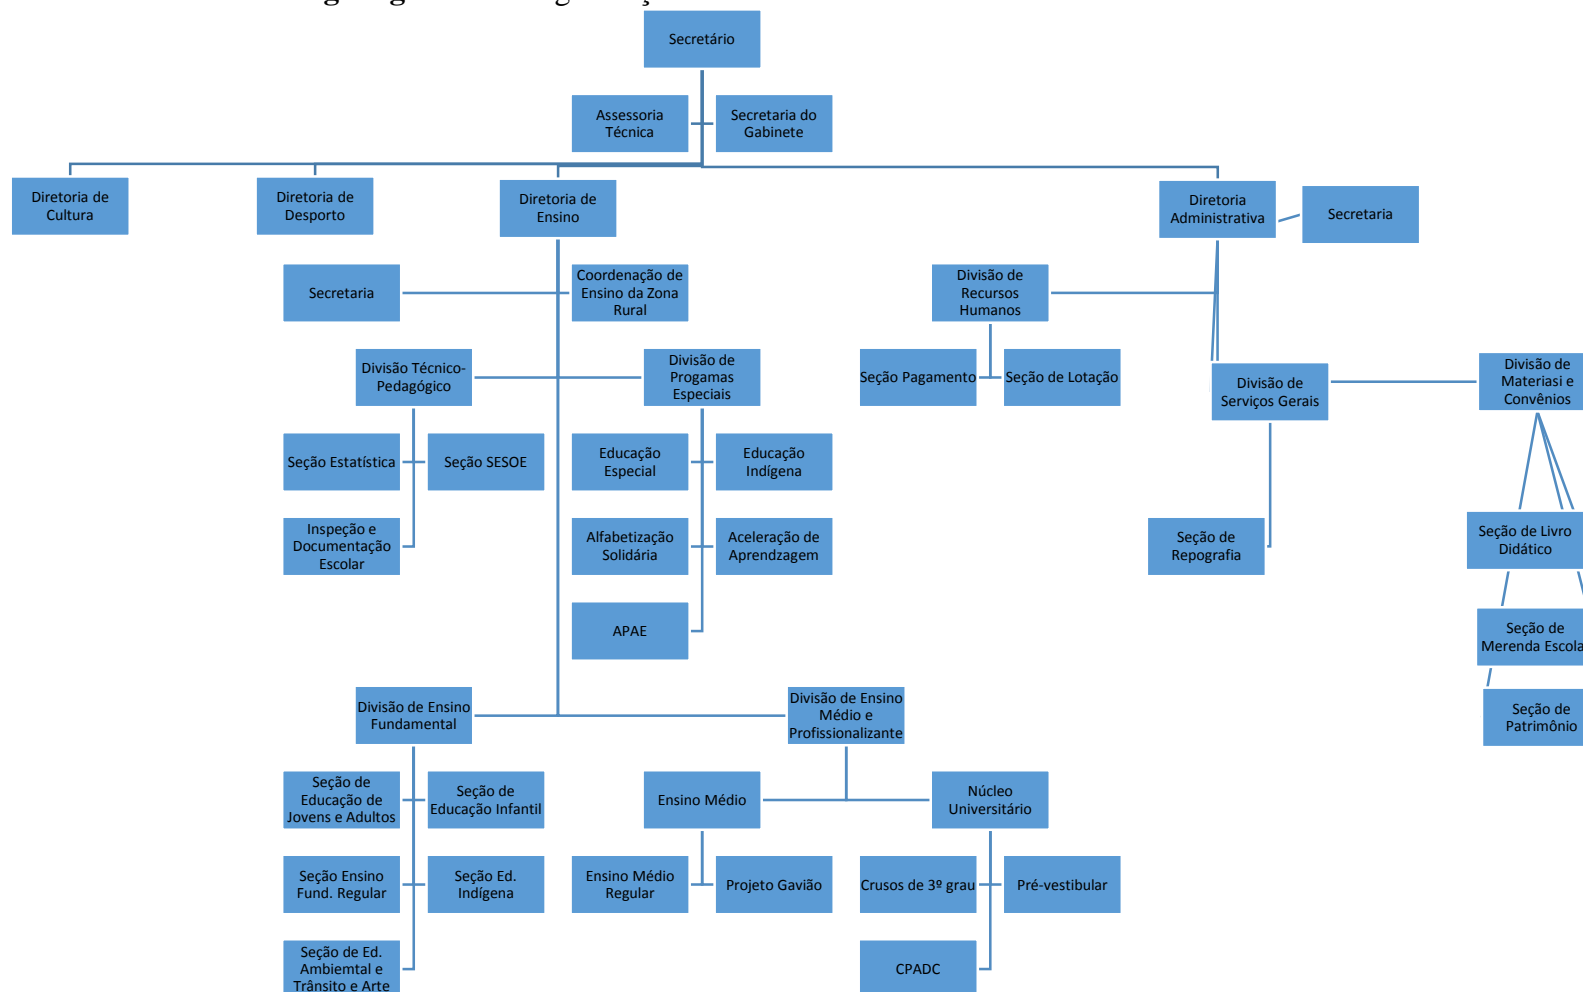 Secretário
Assessoria
Técnica
Secretaria do
Gabinete
Diretoria de
Cultura
Diretoria de
Desporto
Diretoria de
Ensino
Diretoria
Administrativa
Secretaria
Secretaria
Coordenação de
Ensino da Zona
Rural
Divisão de
Recursos
Humanos
Divisão Técnico-
Pedagógico
Divisão de
Progamas
Especiais
Seção Pagamento
Seção de Lotação
Divisão de
Serviços Gerais
Divisão de
Materiasi e
Convênios
Seção Estatística
Seção SESOE
Educação
Especial
Educação
Indígena
Inspeção e
Documentação
Escolar
Alfabetização
Solidária
Aceleração de
Aprendzagem
Seção de
Repografia
Seção de Livro
Didático
APAE
Seção de
Merenda Escola
Divisão de Ensino
Fundamental
Divisão de Ensino
Médio e
Profissionalizante
Seção de
Patrimônio
Seção de
Educação de
Jovens e Adultos
Seção de
Educação Infantil
Ensino Médio
Núcleo
Universitário
Seção Ensino
Fund. Regular
Seção Ed.
Indígena
Ensino Médio
Regular
Projeto Gavião
Crusos de 3º grau
Pré-vestibular
Seção de Ed.
Ambiemtal e
Trânsito e Arte
CPADC